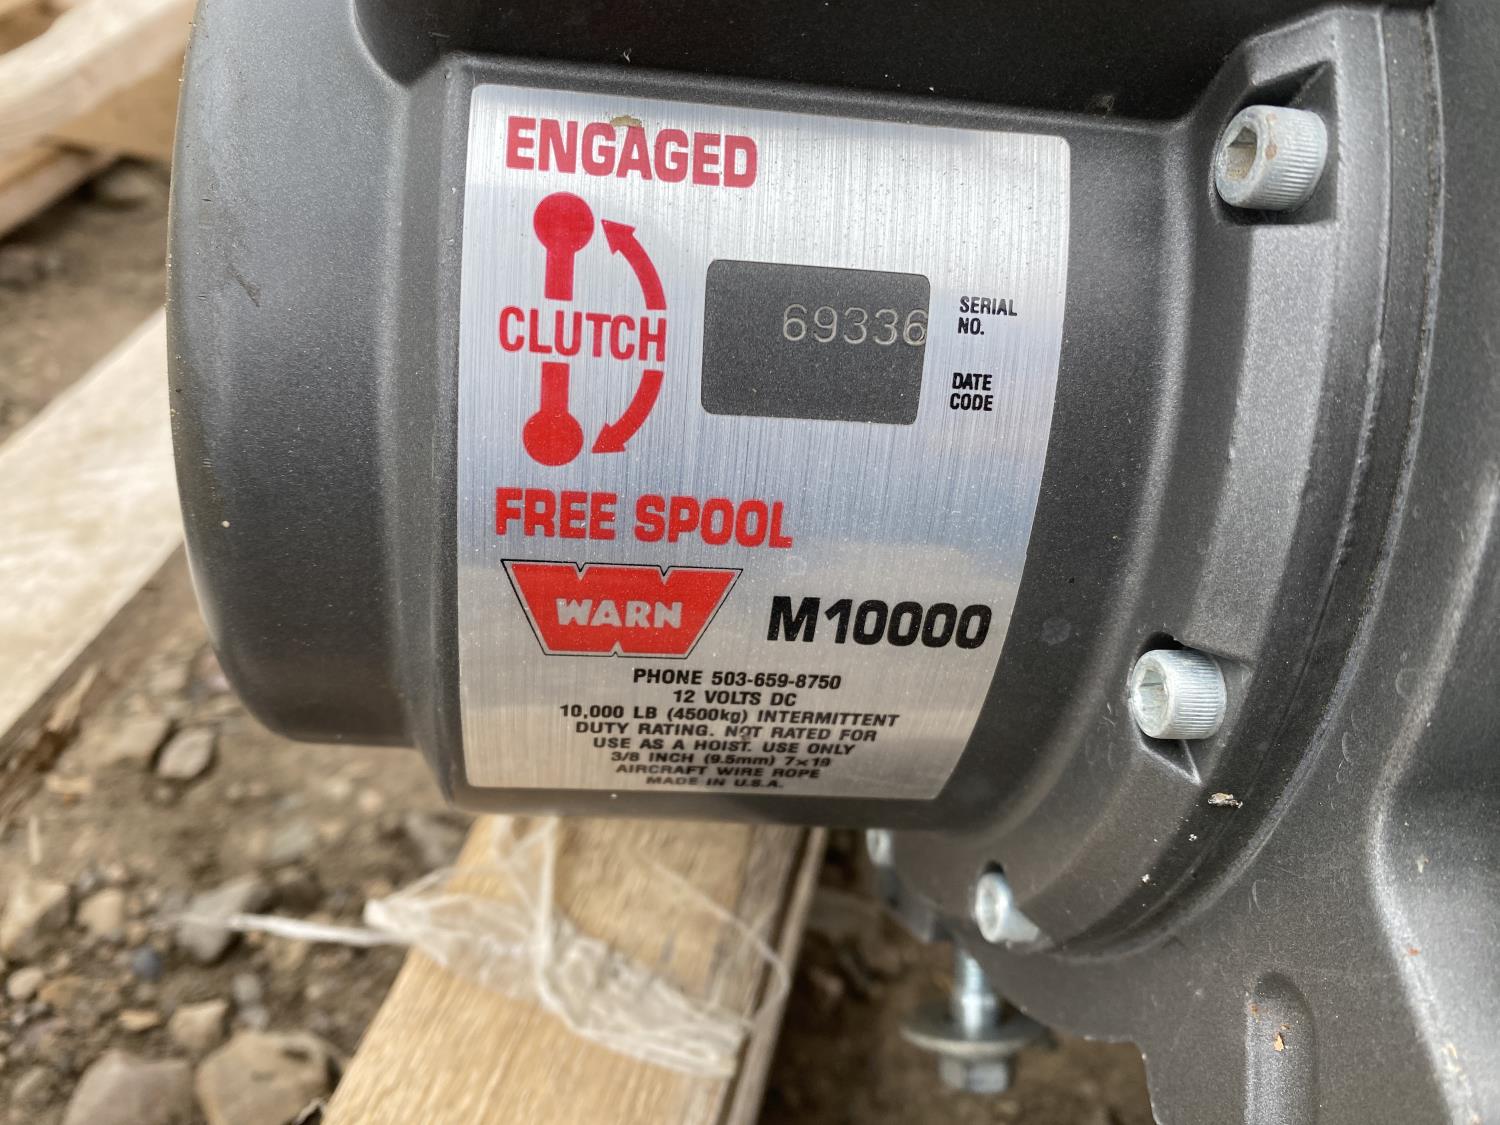 ENGAGED
CLUTCH
69336
SERIAL
NO.
DATE
CODE
FREE SPOOL
WARN
M10000
PHONE 503-659-8750
12 VOLTS DC
10,000 LB (4500kg) INTERMITTENT
DUTY RATING. NOT RATED FOR
USE AS A HOIST. USE ONLY
3/8 INCH (9.5mm) 7×19
AIRCRAFT WIRE ROPE
MADE IN U.S.A.